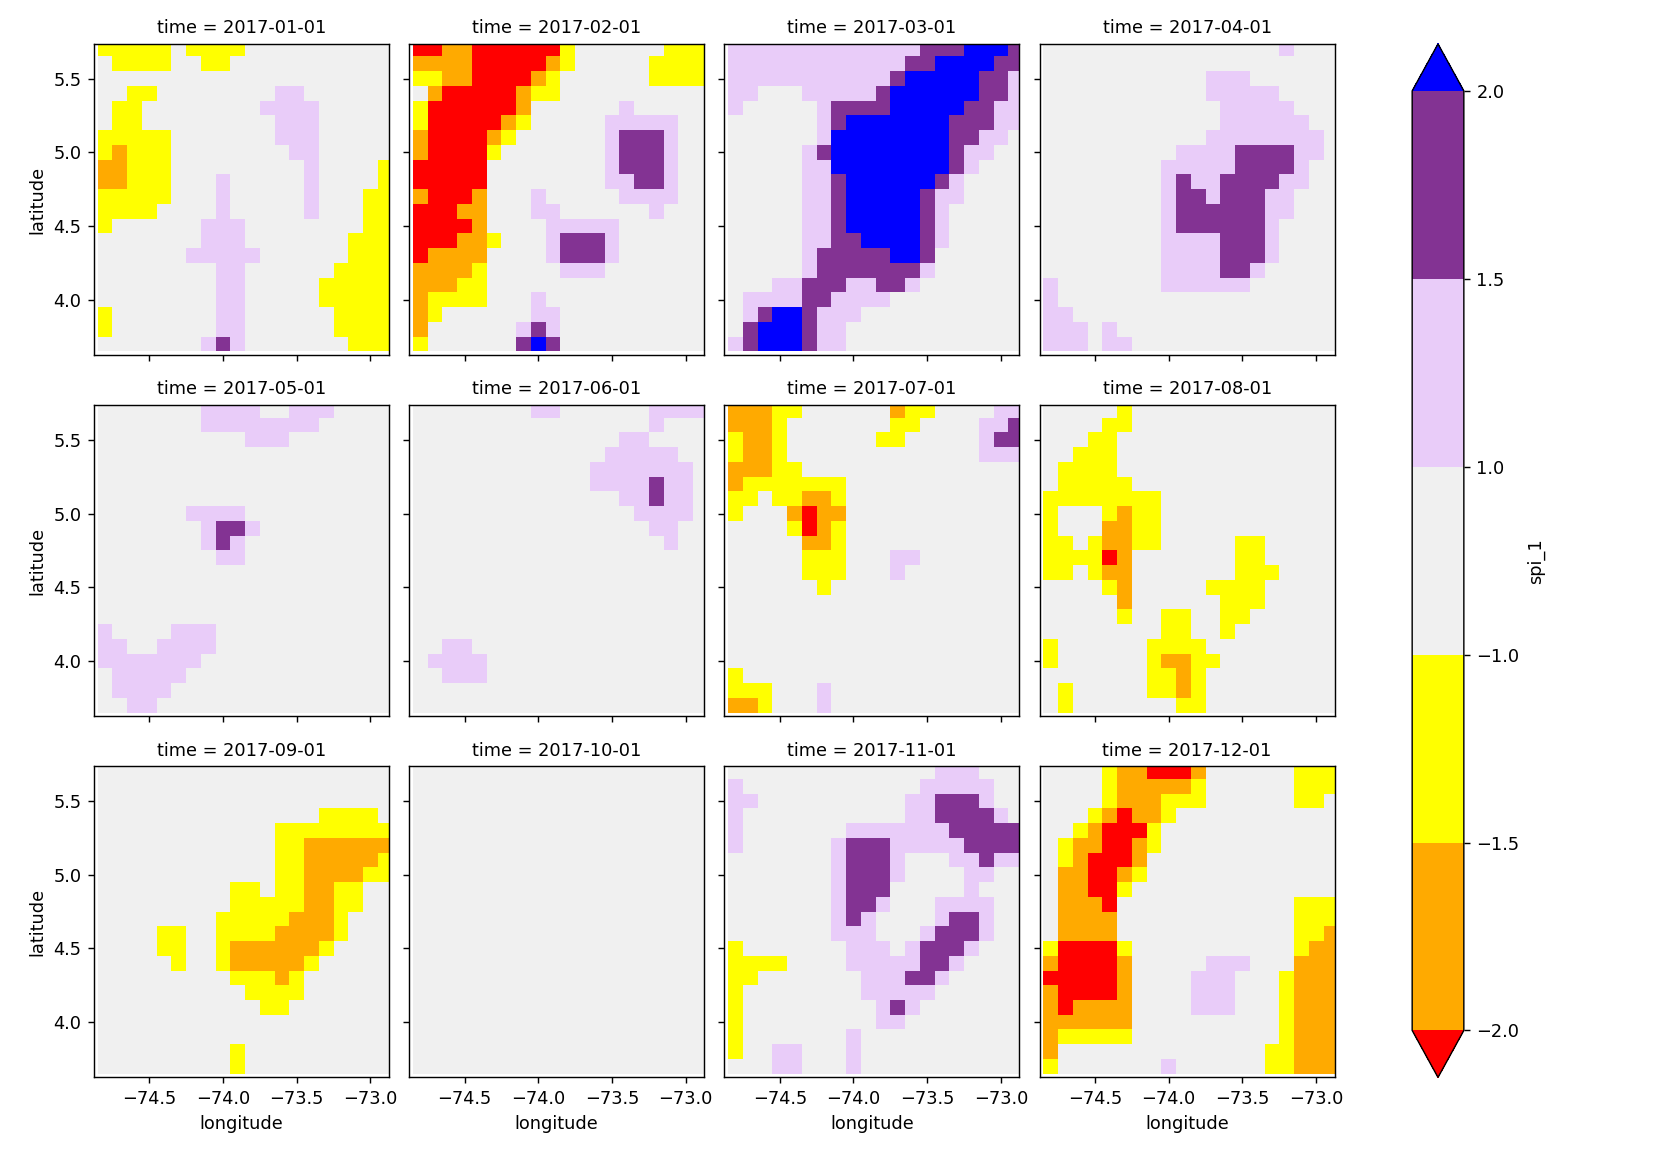 time = 2017-01-01
time = 2017-02-01
time = 2017-03-01
time = 2017-04-01
5.5
5.0
4.5
4.0
latitude
time = 2017-05-01
time = 2017-06-01
time = 2017-07-01
time = 2017-08-01
5.5
5.0
4.5
4.0
latitude
time = 2017-09-01
time = 2017-10-01
time = 2017-11-01
time = 2017-12-01
5.5
5.0
4.5
4.0
latitude
−74.5 −74.0 −73.5 −73.0
longitude
−74.5 −74.0 −73.5 −73.0
longitude
−74.5 −74.0 −73.5 −73.0
longitude
−74.5 −74.0 −73.5 −73.0
longitude
2.0
1.5
1.0
−1.0
−1.5
−2.0
spi_1